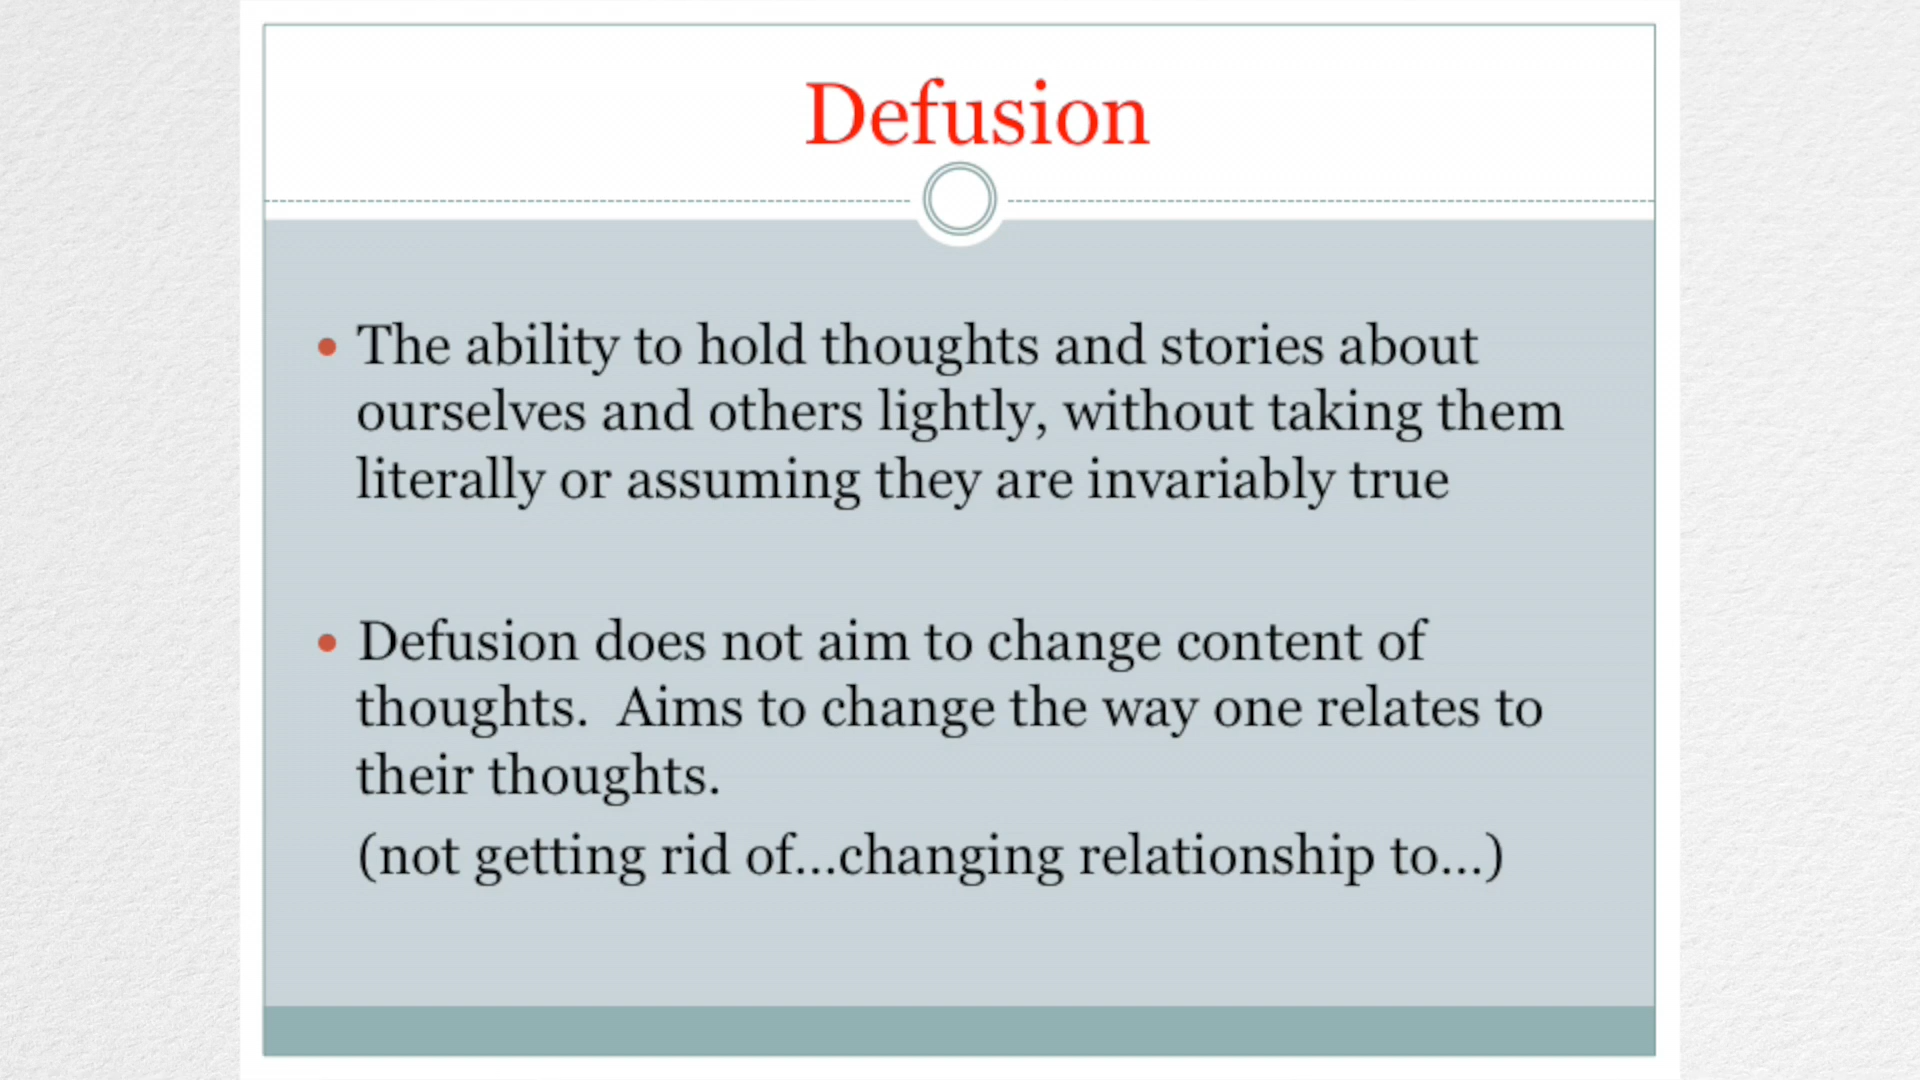 Defusion
• The ability to hold thoughts and stories about
ourselves and others lightly, without taking them
literally or assuming they are invariably true
• Defusion does not aim to change content of
thoughts.  Aims to change the way one relates to
their thoughts.
(not getting rid of...changing relationship to...)